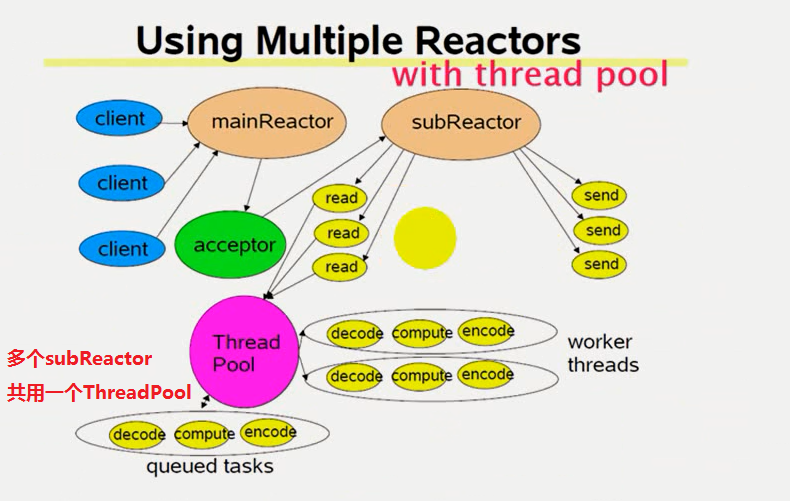 Using Multiple Reactors
with thread pool
client
mainReactor
subReactor
client
client
acceptor
read
read
read
send
send
send
Thread
Pool
decode compute encode
decode compute encode
worker
threads
多个subReactor
共用一个ThreadPool
decode compute encode
queued tasks